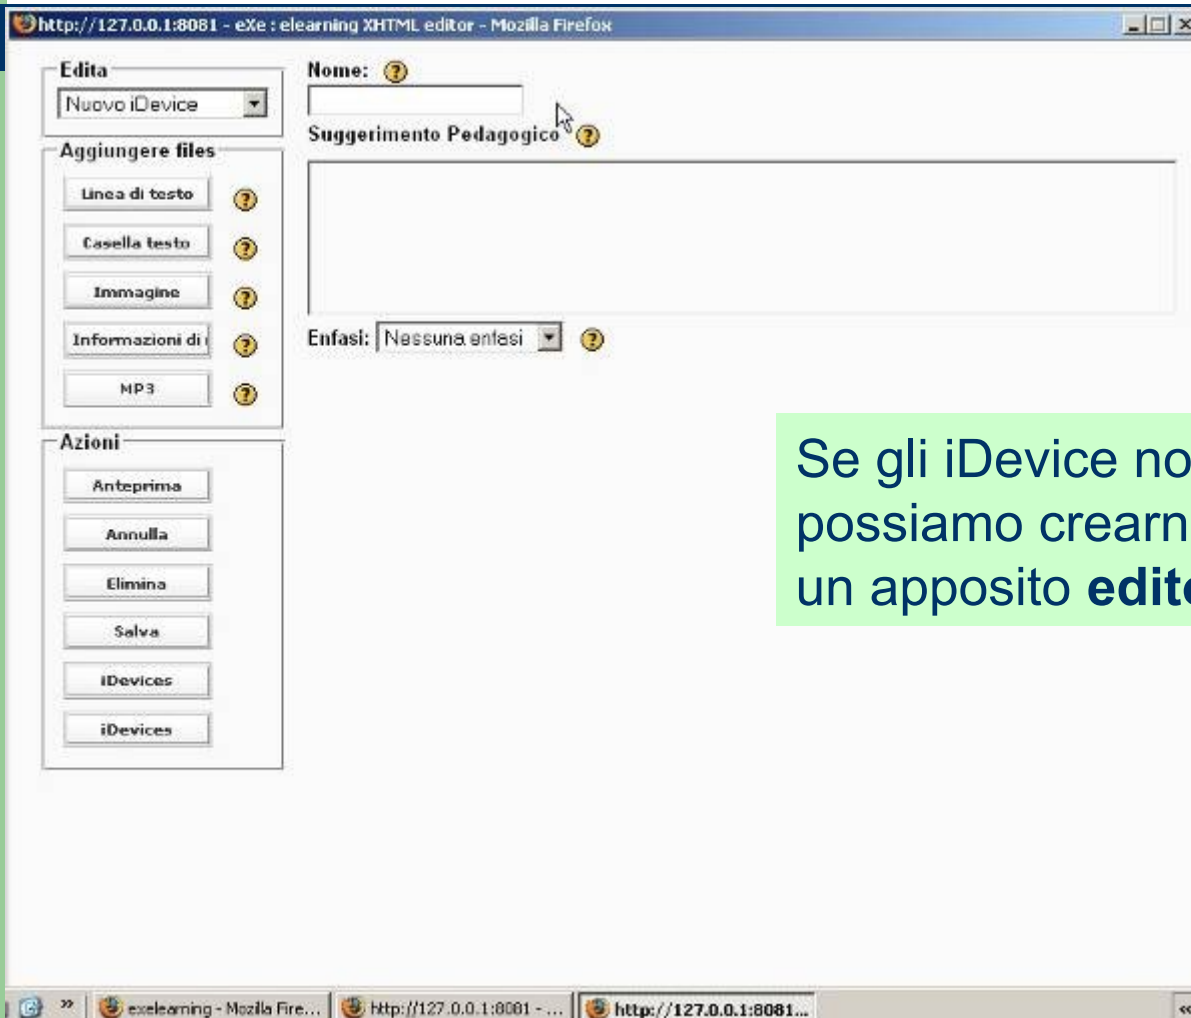 http://127.0.0.1:8081 - eXe : elearning XHTML editor - Mozilla Firefox
Edita
Nuovo iDevice
Aggiungere files
Linea di testo
Casella testo
Immagine
Informazioni di
MP3
Azioni
Anteprima
Annulla
Elimina
Salva
iDevices
iDevices
Nome:
Suggerimento Pedagogico
Enfasi: Nessuna enfasi
Se gli iDevice no
possiamo crearn
un apposito edito
exelearning - Mozilla Fire...
http://127.0.0.1:8081 - ...
http://127.0.0.1:8081...